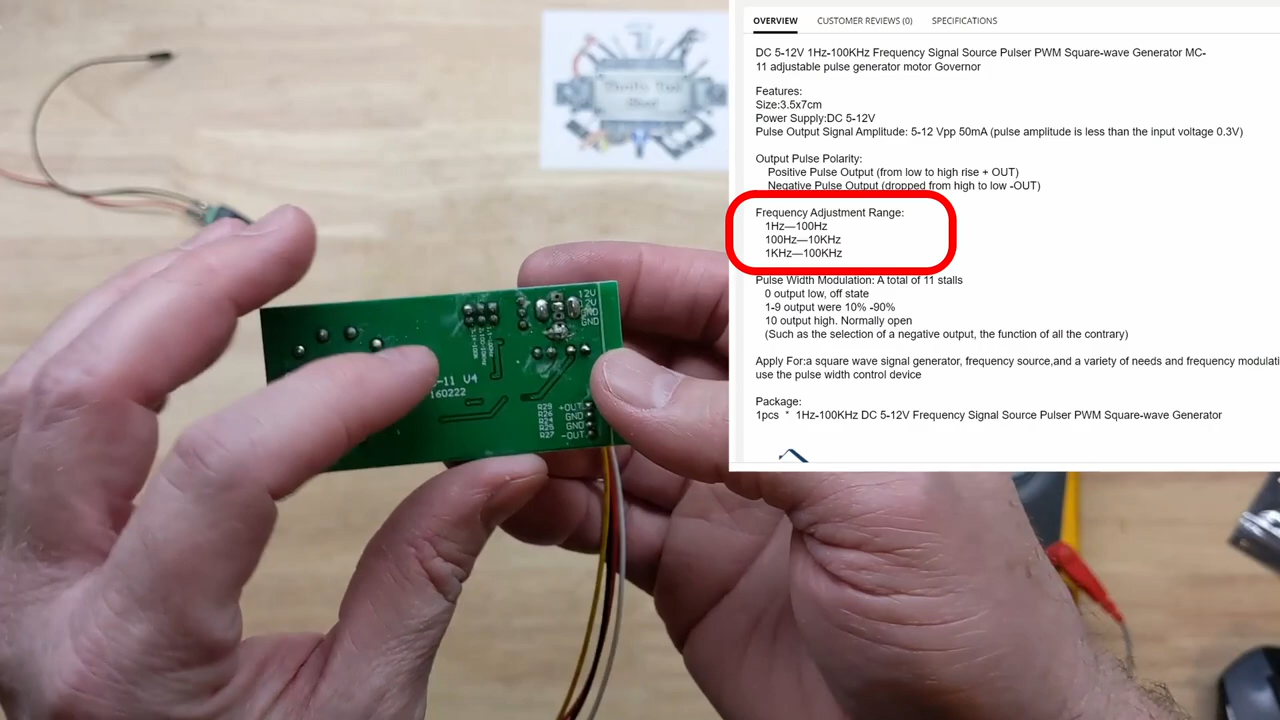 OVERVIEW CUSTOMER REVIEWS (0) SPECIFICATIONS
DC 5-12V 1Hz-100KHz Frequency Signal Source Pulser PWM Square-wave Generator MC-
11 adjustable pulse generator motor Governor
Features:
Size:3.5x7cm
Power Supply:DC 5-12V
Pulse Output Signal Amplitude: 5-12 Vpp 50mA (pulse amplitude is less than the input voltage 0.3V)
Output Pulse Polarity:
Positive Pulse Output (from low to high rise + OUT)
Negative Pulse Output (dropped from high to low -OUT)
Frequency Adjustment Range:
1Hz—100Hz
100Hz—10KHz
1KHz—100KHz
Pulse Width Modulation: A total of 11 stalls
0 output low, off state
1-9 output were 10% -90%
10 output high. Normally open
(Such as the selection of a negative output, the function of all the contrary)
Apply For:a square wave signal generator, frequency source,and a variety of needs and frequency modulati
use the pulse width control device
Package:
1pcs * 1Hz-100KHz DC 5-12V Frequency Signal Source Pulser PWM Square-wave Generator
12V
GND
GND
-11 V4
160222
R29 +OUT
R26 GND
R24 GND
R25
R27 -OUT